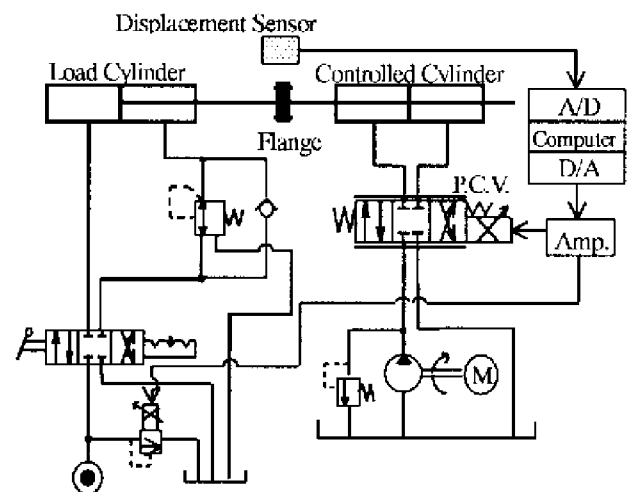 Displacement Sensor
Load Cylinder
Controlled Cylinder
Flange
A/D
Computer
D/A
P.C.V.
Amp.
M